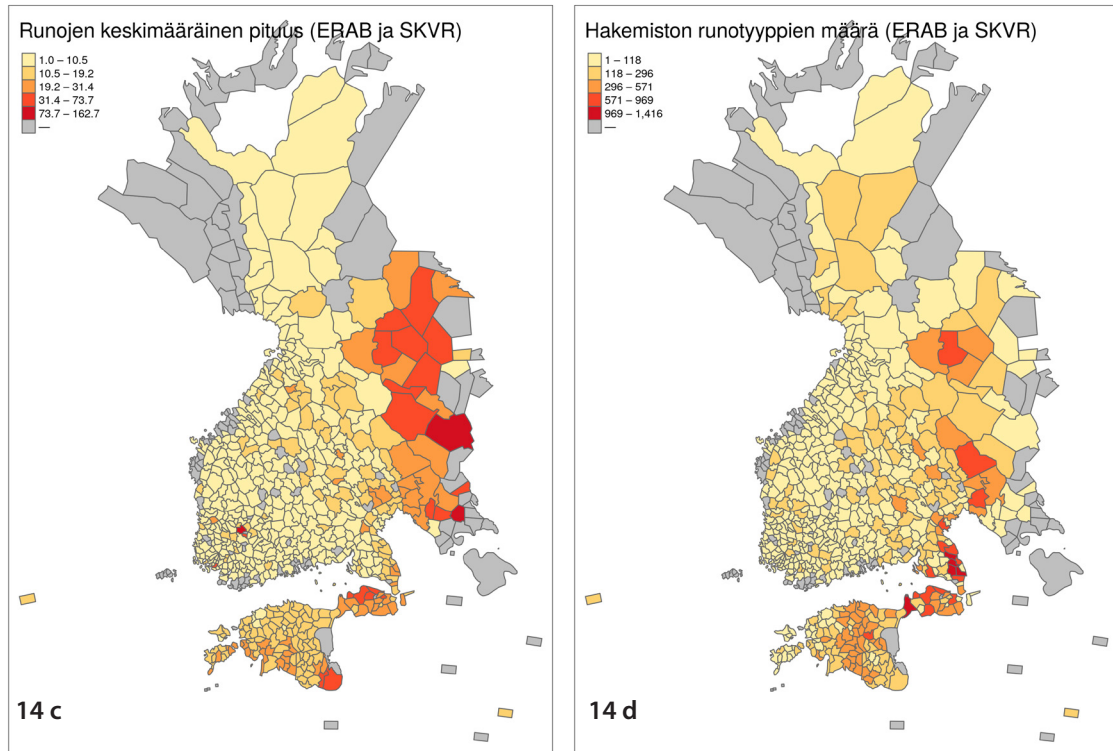 Runojen keskimääräinen pituus (ERAB ja SKVR)
1.0 – 10.5
10.5 – 19.2
19.2 – 31.4
31.4 – 73.7
73.7 – 162.7
—
14 c
Hakemiston runotyyppien määrä (ERAB ja SKVR)
1 – 118
118 – 296
296 – 571
571 – 969
969 – 1,416
—
14 d